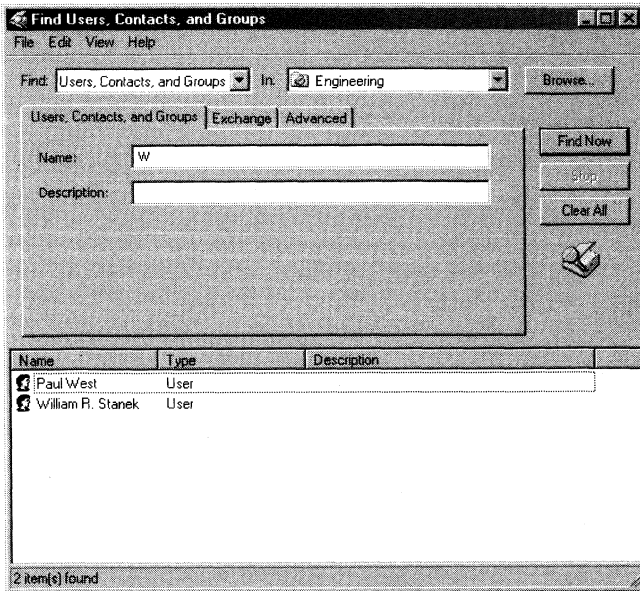 Find Users, Contacts, and Groups
File Edit View Help
Find: Users, Contacts, and Groups In: Engineering Browse...
Users, Contacts, and Groups Exchange Advanced
Find Now
Name: W
Stop
Description:
Clear All
Name Type Description
Paul West User
William R. Stanek User
2 item(s) found